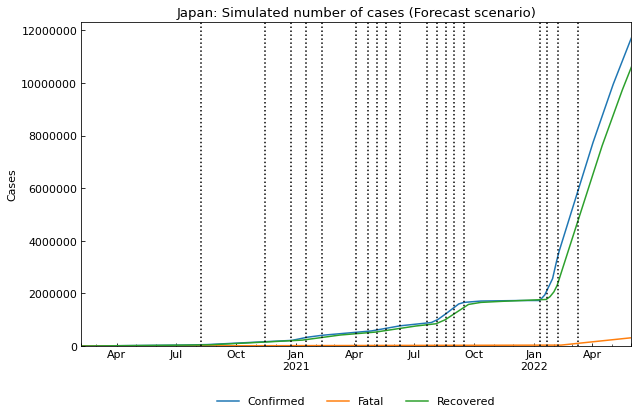 Japan: Simulated number of cases (Forecast scenario)
12000000
10000000
8000000
6000000
4000000
2000000
0
Cases
Apr Jul Oct Jan Apr Jul Oct Jan Apr
2021 2022
Confirmed Fatal Recovered